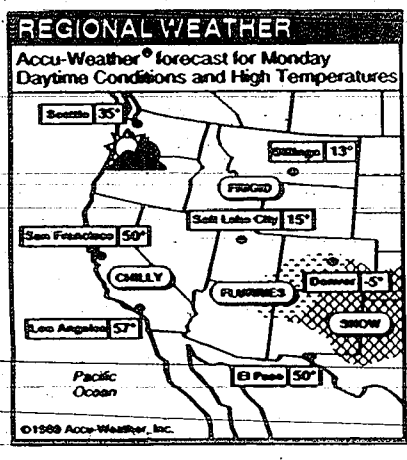 REGIONAL WEATHER
Accu-Weather® forecast for Monday
Daytime Conditions and High Temperatures
Seattle 35°
Billings 13°
FRIGID
Salt Lake City 15°
San Francisco 50°
CHILLY
FLURRIES
Denver -5°
SNOW
Los Angeles 57°
El Paso 50°
Pacific
Ocean
©1989 Accu-Weather, Inc.